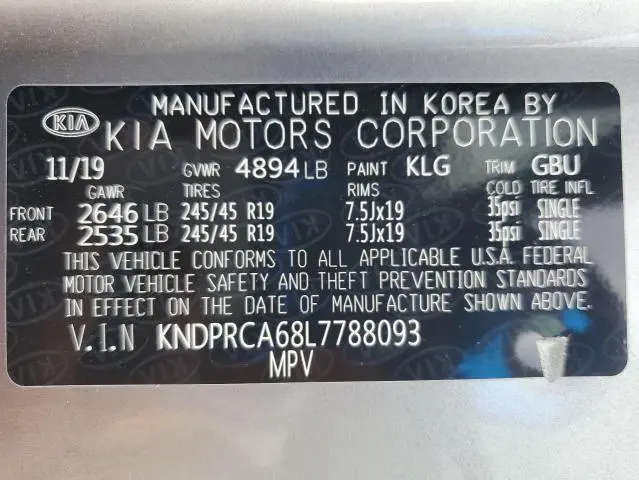 MANUFACTURED IN KOREA BY
KIA KIA MOTORS CORPORATION
11/19 GVWR 4894 LB PAINT KLG TRIM GBU
GAWR TIRES RIMS COLD TIRE INFL
FRONT 2646 LB 245/45 R19 7.5Jx19 35psi SINGLE
REAR 2535 LB 245/45 R19 7.5Jx19 35psi SINGLE
THIS VEHICLE CONFORMS TO ALL APPLICABLE U.S.A. FEDERAL
MOTOR VEHICLE SAFETY AND THEFT PREVENTION STANDARDS
IN EFFECT ON THE DATE OF MANUFACTURE SHOWN ABOVE.
V.I.N KNDPRCA68L7788093
MPV